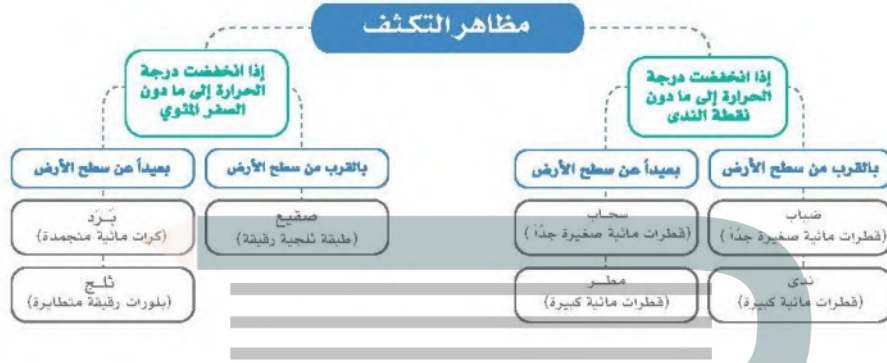 مظاهر التكثف
إذا انخفضت درجة
الحرارة إلى ما دون
نقطة الندى
بالقرب من سطح الأرض
ضباب
(قطرات مائية صغيرة جداً)
ندى
(قطرات مائية كبيرة)
بعيداً عن سطح الأرض
سحاب
(قطرات مائية صغيرة جداً)
مطر
(قطرات مائية كبيرة)
إذا انخفضت درجة
الحرارة إلى ما دون
السفر المئوي
بالقرب من سطح الأرض
صقيع
(طبقة ثلجية رقيقة)
بعيداً عن سطح الأرض
بَرَد
(كرات مائية منجمدة)
ثلج
(بلورات رقيقة متطايرة)